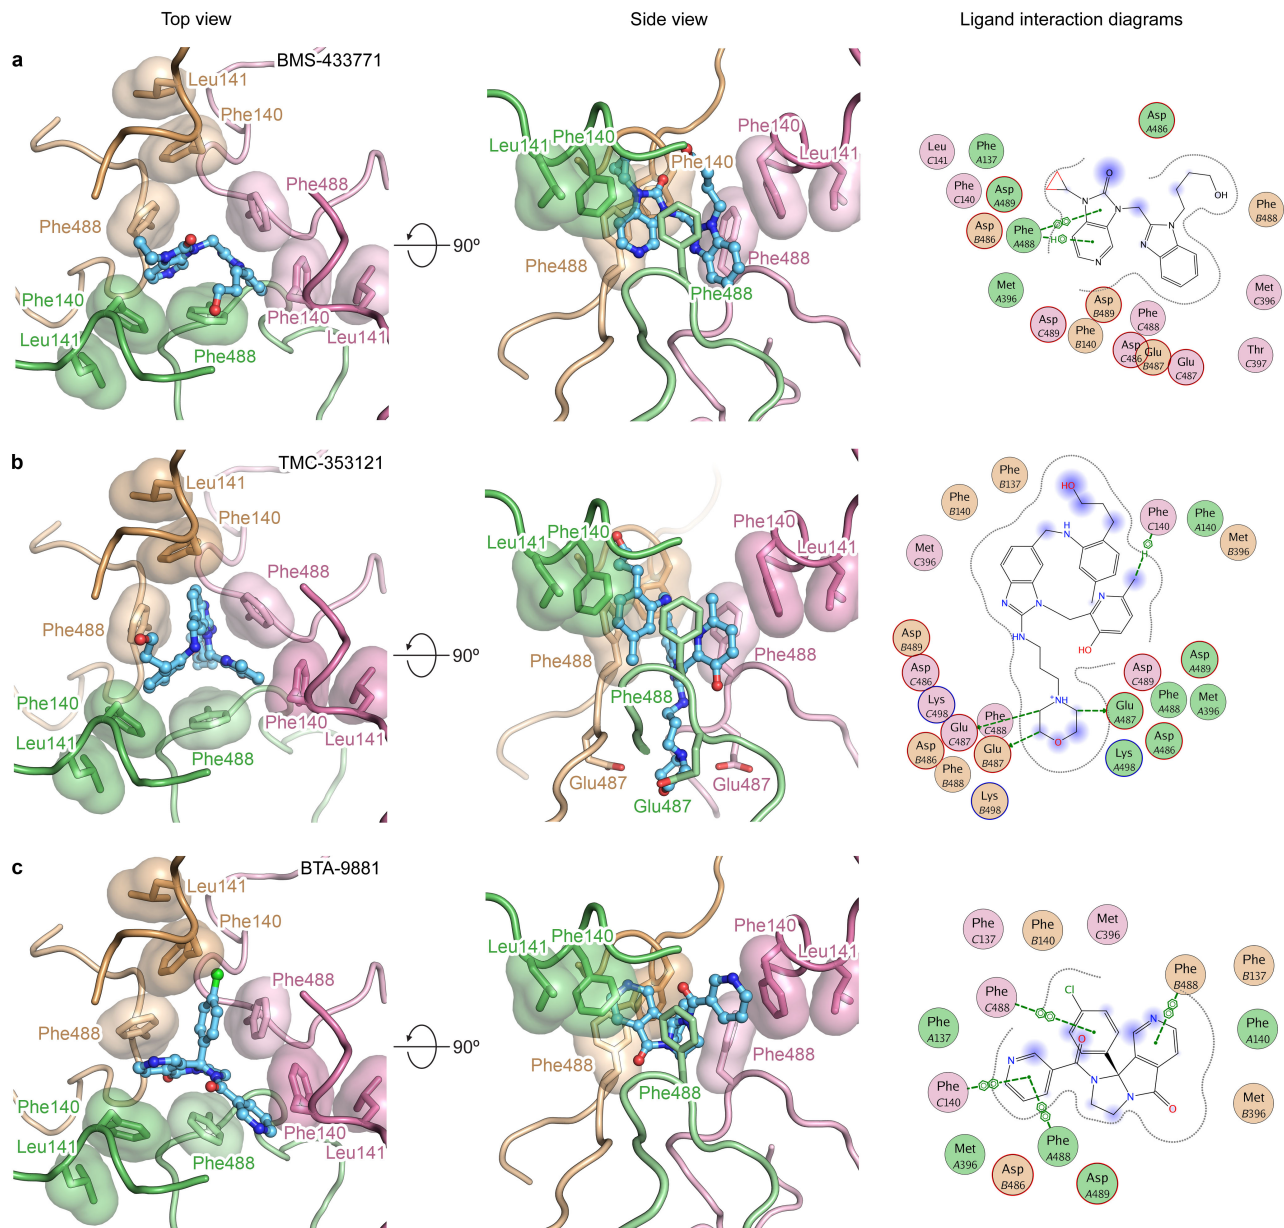 Top view
Side view
Ligand interaction diagrams
a
BMS-433771
Leu141
Phe140
Phe488
Phe488
Phe140
Leu141
Phe488
Phe140
Leu141
90º
Leu141
Phe140
Phe140
Phe140
Leu141
Phe488
Phe488
Phe488
Asp
A486
Leu
C141
Phe
A137
Phe
C140
Asp
A489
Asp
B486
Phe
A488
H
O
N
N
N
N
N
OH
Phe
B488
Met
A396
Asp
B489
Asp
C489
Phe
B140
Phe
C488
Asp
C486
Glu
B487
Glu
C487
Met
C396
Thr
C397
b
TMC-353121
Leu141
Phe140
Phe488
Phe488
Phe140
Leu141
Phe488
Phe140
Leu141
90º
Leu141
Phe140
Phe140
Leu141
Phe488
Phe488
Phe488
Glu487
Glu487
Glu487
Phe
B137
Phe
B140
Met
C396
HO
H
N
N
N
N
HO
HN
NH
+
O
H
Phe
C140
Phe
A140
Met
B396
Asp
B489
Asp
C486
Lys
C498
Glu
C487
Phe
C488
Asp
B486
Glu
B487
Phe
B488
Lys
B498
Asp
C489
Asp
A489
Glu
A487
Phe
A488
Met
A396
Asp
A486
Lys
A498
c
BTA-9881
Leu141
Phe140
Phe488
Phe488
Phe140
Leu141
Phe488
Phe140
Leu141
90º
Leu141
Phe140
Phe140
Leu141
Phe488
Phe488
Phe488
Phe
C137
Phe
B140
Met
C396
Phe
B488
Phe
B137
Phe
C488
Cl
N
O
N
N
N
O
Phe
A137
Phe
A140
Phe
C140
Met
B396
Met
A396
Phe
A488
Asp
B486
Asp
A489